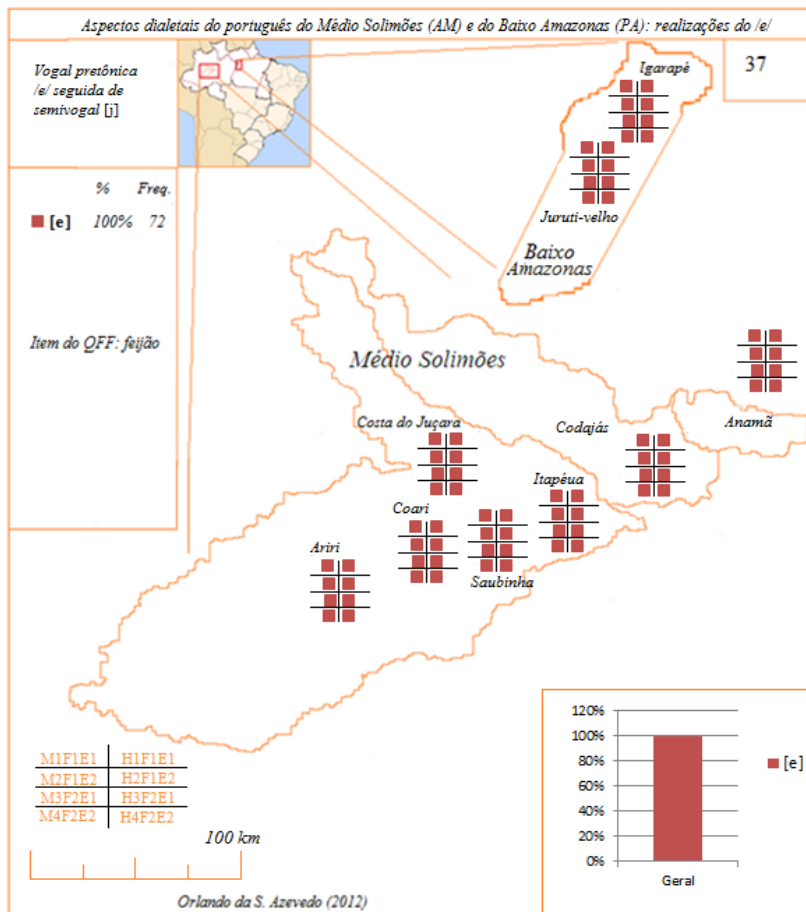 Aspectos dialetais do português do Médio Solimões (AM) e do Baixo Amazonas (PA): realizações do /e/
Vogal pretônica
/e/ seguida de
semivogal [j]
37
Igarapé
Juruti-velho
Baixo
Amazonas
% Freq.
[e] 100% 72
Item do QFF: feijão
Médio Solimões
Anamã
Costa do Juçara
Codajás
Itapéua
Coari
Saubinha
Ariri
M1F1E1 H1F1E1
M2F1E2 H2F1E2
M3F2E1 H3F2E1
M4F2E2 H4F2E2
100 km
120%
100%
80%
60%
40%
20%
0%
Geral
[e]
Orlando da S. Azevedo (2012)